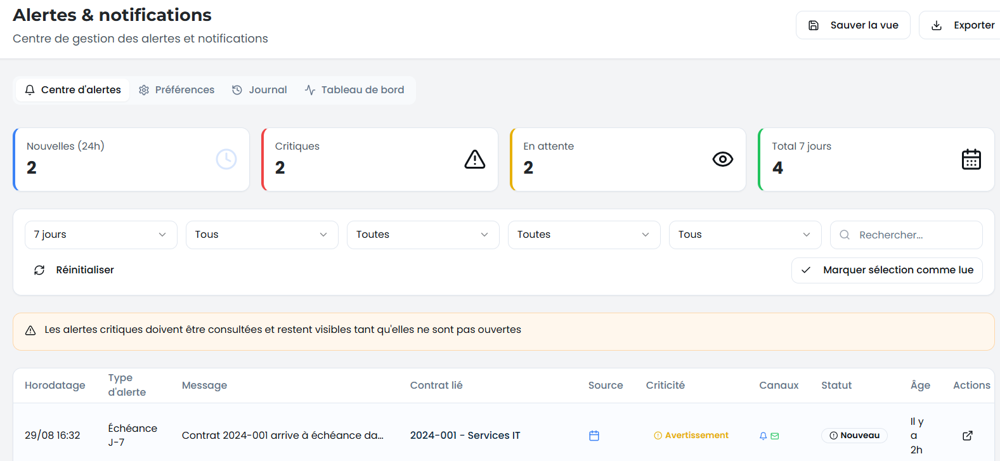 Alertes & notifications
Centre de gestion des alertes et notifications
Sauver la vue
Exporter
Centre d'alertes
Préférences
Journal
Tableau de bord
Nouvelles (24h)
2
Critiques
2
En attente
2
Total 7 jours
4
7 jours
Tous
Toutes
Toutes
Tous
Rechercher...
Réinitialiser
Marquer sélection comme lue
Les alertes critiques doivent être consultées et restent visibles tant qu'elles ne sont pas ouvertes
Horodatage
Type
d'alerte
Message
Contrat lié
Source
Criticité
Canaux
Statut
Âge
Actions
29/08 16:32
Échéance
J-7
Contrat 2024-001 arrive à échéance da...
2024-001 - Services IT
Avertissement
Nouveau
Il y
a
2h